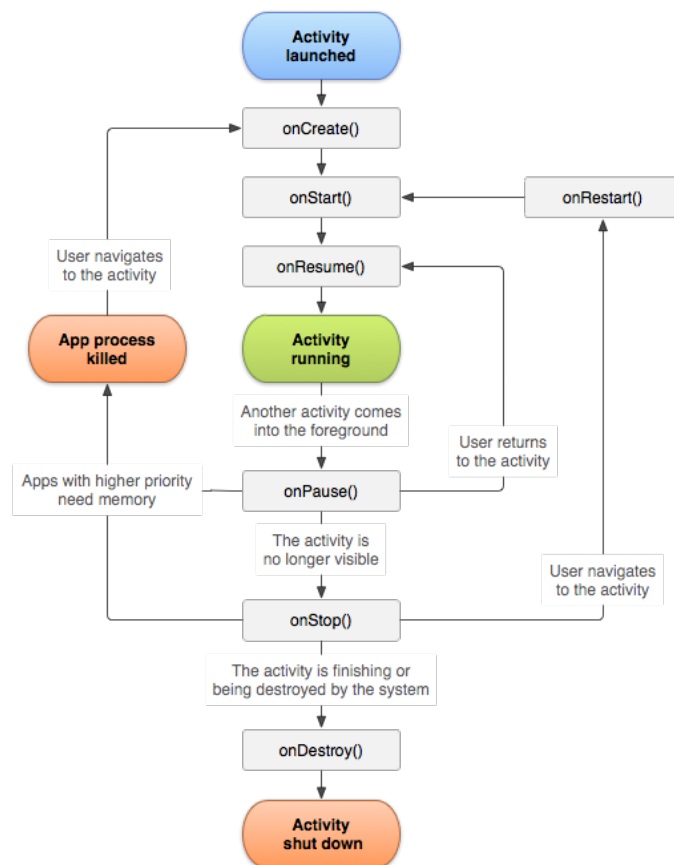 Activity
launched
onCreate()
onStart()
onRestart()
User navigates
to the activity
onResume()
App process
killed
Activity
running
Another activity comes
into the foreground
User returns
to the activity
Apps with higher priority
need memory
onPause()
The activity is
no longer visible
User navigates
to the activity
onStop()
The activity is finishing or
being destroyed by the system
onDestroy()
Activity
shut down